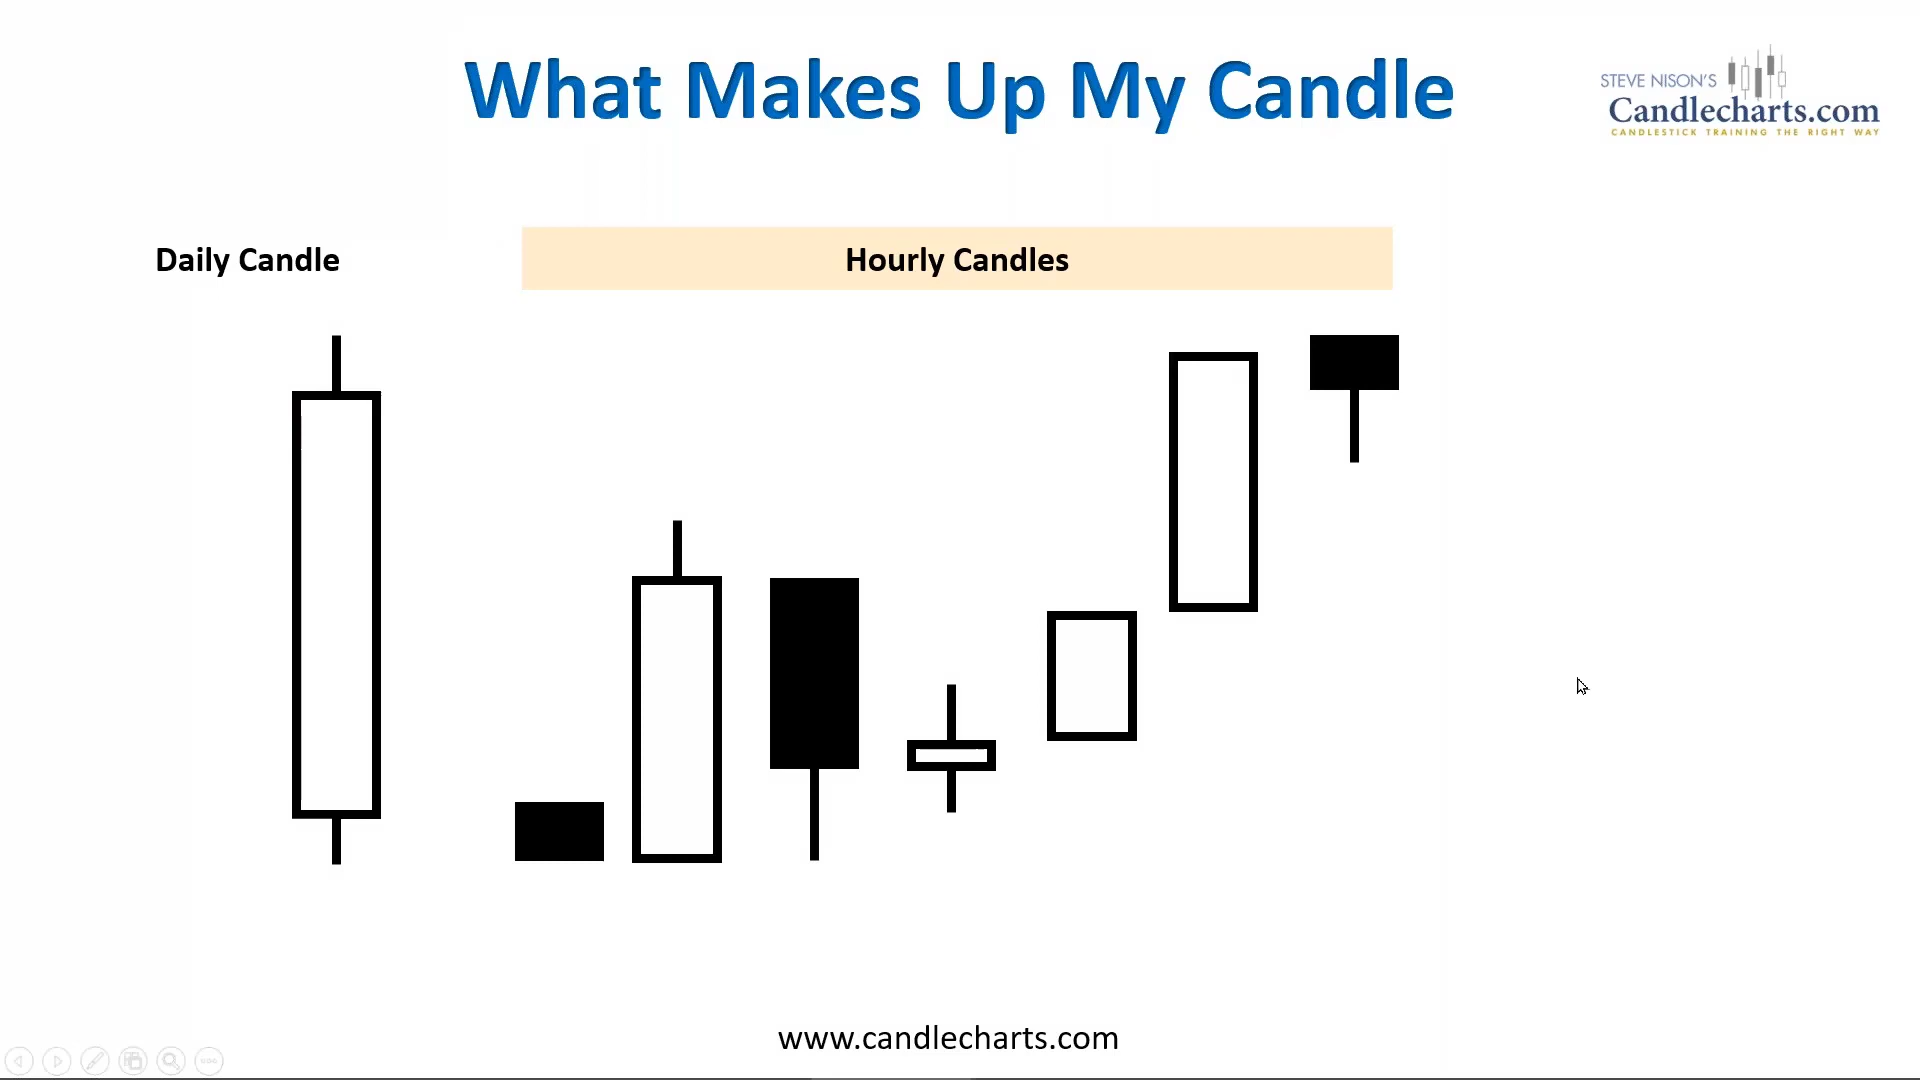 What Makes Up My Candle
STEVE NISON'S
Candlecharts.com
CANDLESTICK TRAINING THE RIGHT WAY
Daily Candle
Hourly Candles
www.candlecharts.com